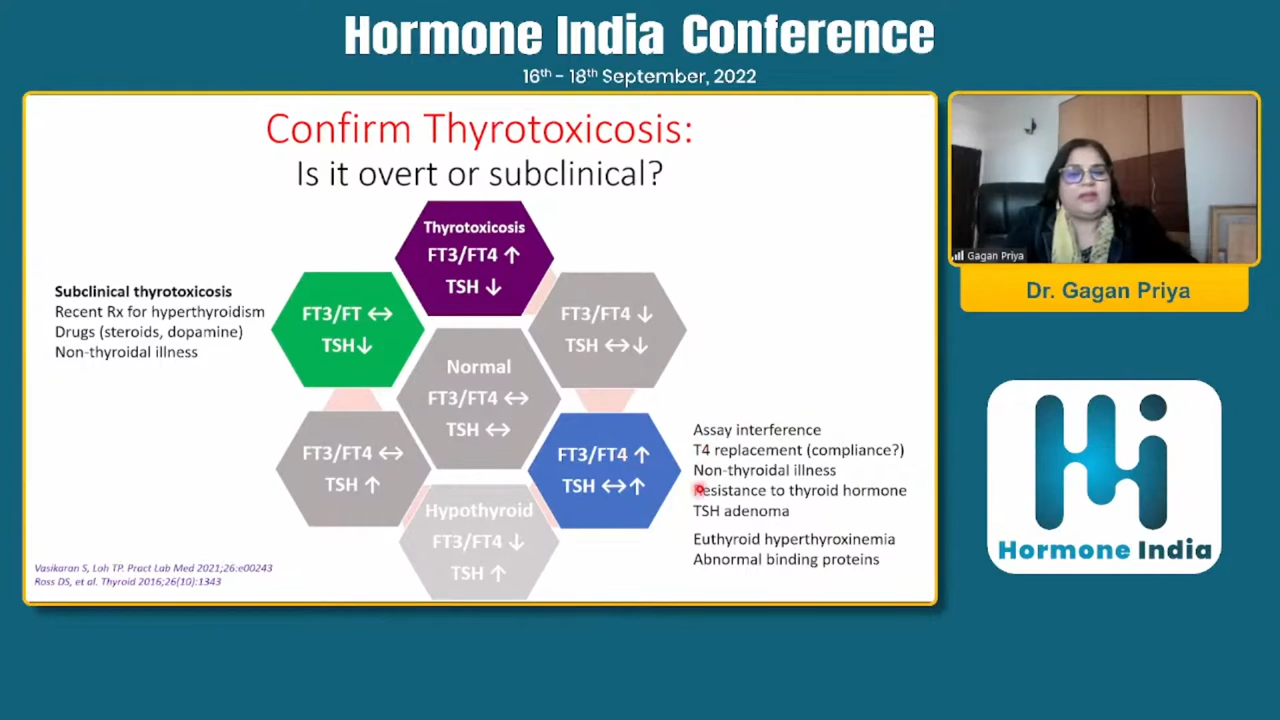 Hormone India Conference
16th - 18th September, 2022
Confirm Thyrotoxicosis:
Is it overt or subclinical?
Thyrotoxicosis
FT3/FT4 ↑
TSH ↓
Subclinical thyrotoxicosis
Recent Rx for hyperthyroidism
Drugs (steroids, dopamine)
Non-thyroidal illness
FT3/FT ↔
TSH↓
FT3/FT4 ↓
TSH ↔↓
Normal
FT3/FT4 ↔
TSH ↔
FT3/FT4 ↔
TSH ↑
FT3/FT4 ↑
TSH ↔↑
Assay interference
T4 replacement (compliance?)
Non-thyroidal illness
Resistance to thyroid hormone
TSH adenoma
Euthyroid hyperthyroxinemia
Abnormal binding proteins
Hypothyroid
FT3/FT4 ↓
TSH ↑
Vasikaran S, Loh TP. Pract Lab Med 2021;26:e00243
Ross DS, et al. Thyroid 2016;26(10):1343
Gagan Priya
Dr. Gagan Priya
Hi
Hormone India